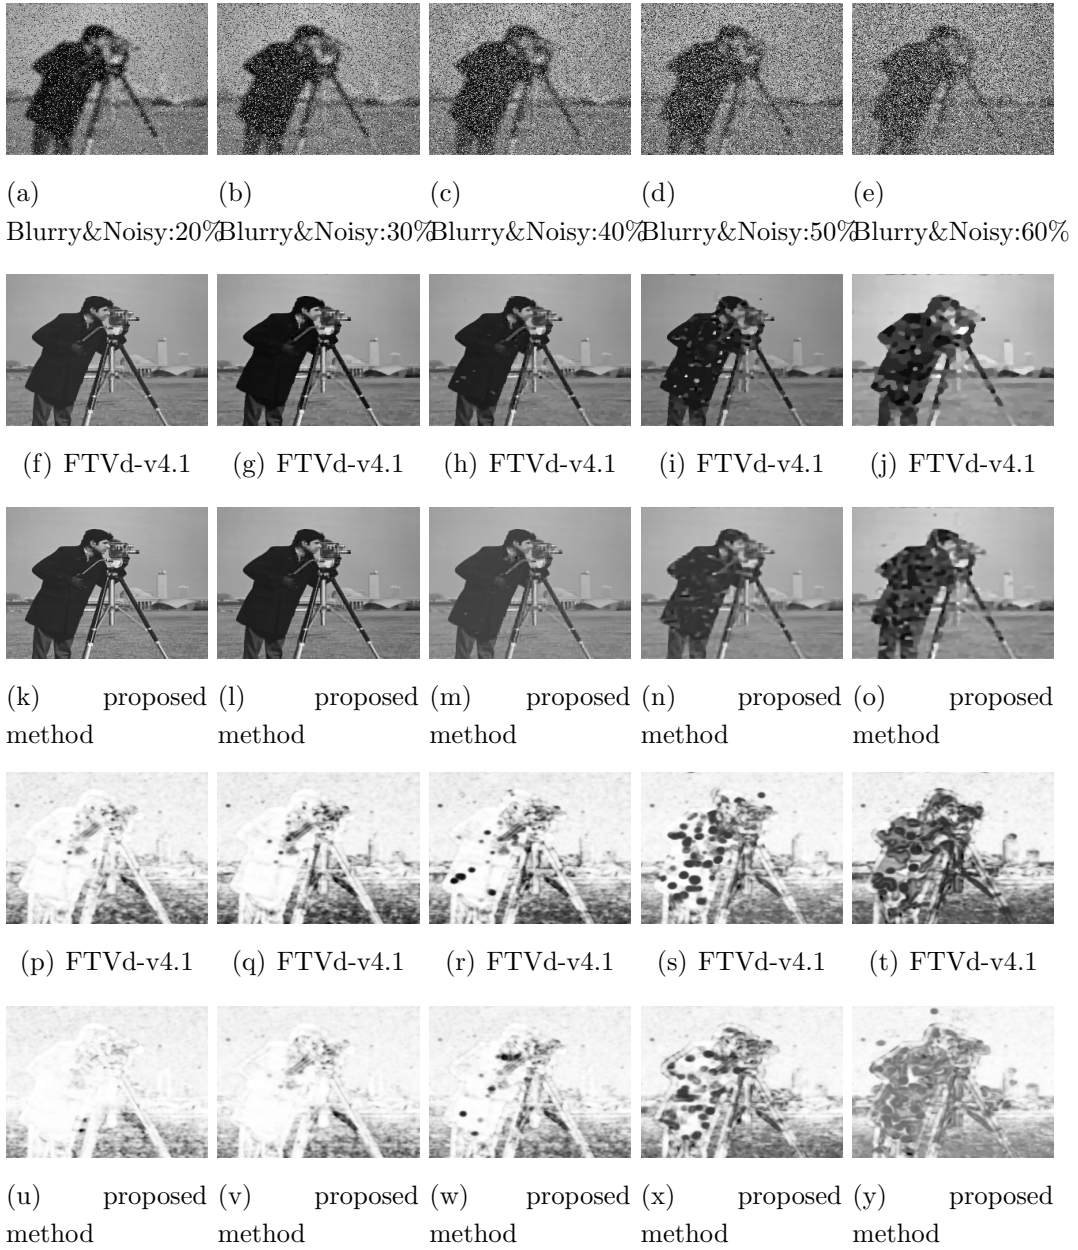 (a) (b) (c) (d) (e)
Blurry&Noisy:20% Blurry&Noisy:30% Blurry&Noisy:40% Blurry&Noisy:50% Blurry&Noisy:60%
(f) FTVd-v4.1 (g) FTVd-v4.1 (h) FTVd-v4.1 (i) FTVd-v4.1 (j) FTVd-v4.1
(k) proposed (l) proposed (m) proposed (n) proposed (o) proposed
method method method method method
(p) FTVd-v4.1 (q) FTVd-v4.1 (r) FTVd-v4.1 (s) FTVd-v4.1 (t) FTVd-v4.1
(u) proposed (v) proposed (w) proposed (x) proposed (y) proposed
method method method method method